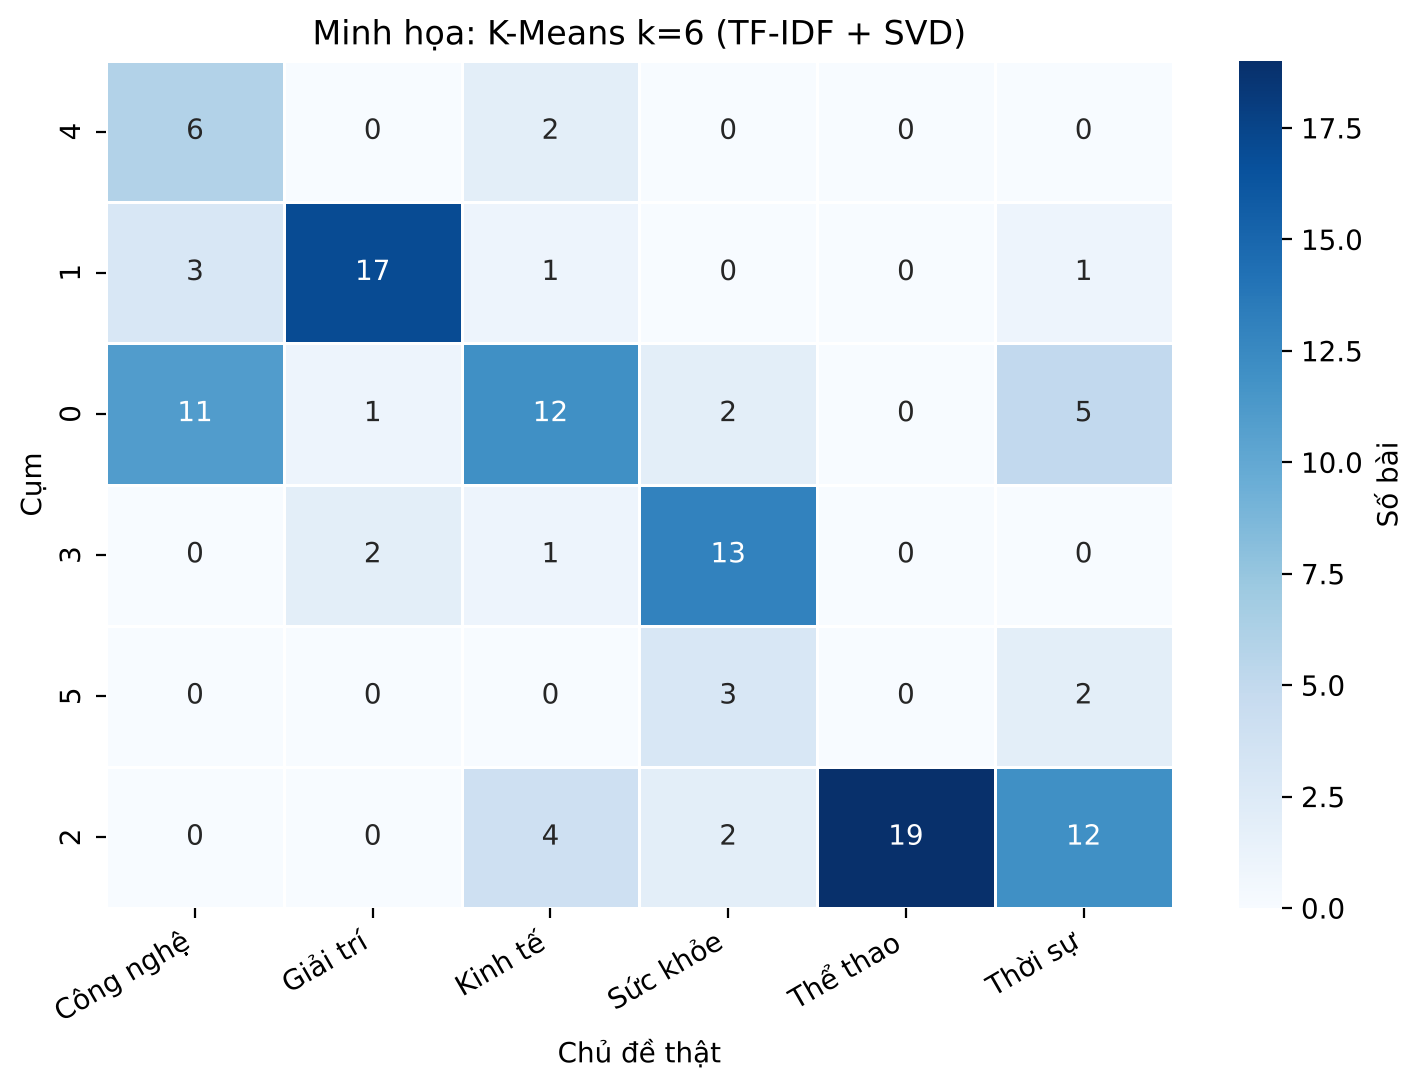 Minh họa: K-Means k=6 (TF-IDF + SVD)
4 6 0 2 0 0 0
1 3 17 1 0 0 1
0 11 1 12 2 0 5
3 0 2 1 13 0 0
5 0 0 0 3 0 2
2 0 0 4 2 19 12
Cụm
Công nghệ Giải trí Kinh tế Sức khỏe Thể thao Thời sự
Chủ đề thật
17.5
15.0
12.5
10.0
7.5
5.0
2.5
0.0
Số bài